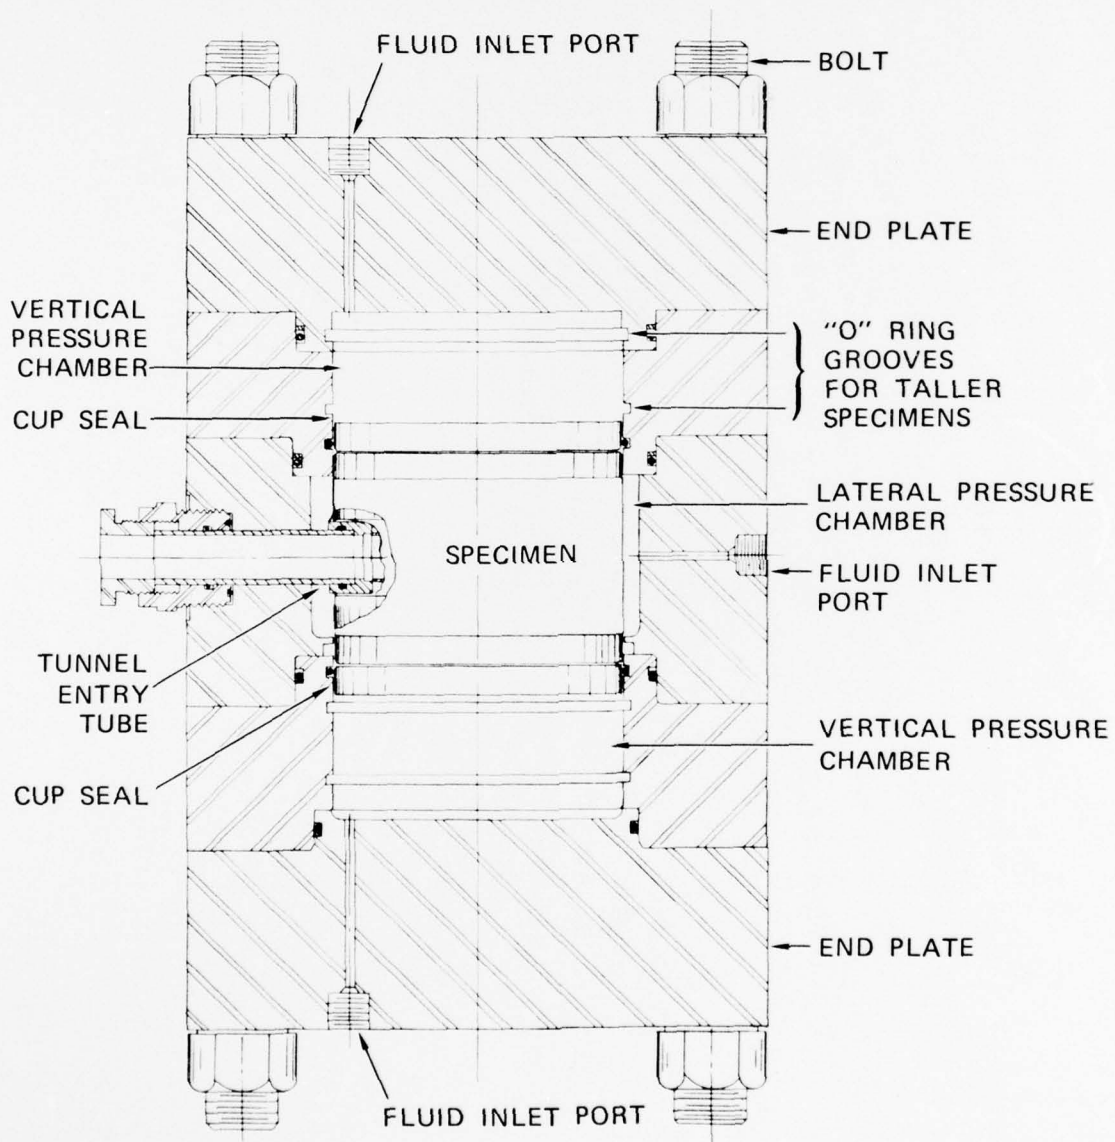 FLUID INLET PORT
BOLT
END PLATE
VERTICAL
PRESSURE
CHAMBER
"O" RING
GROOVES
FOR TALLER
SPECIMENS
CUP SEAL
LATERAL PRESSURE
CHAMBER
SPECIMEN
FLUID INLET
PORT
TUNNEL
ENTRY
TUBE
VERTICAL PRESSURE
CHAMBER
CUP SEAL
END PLATE
FLUID INLET PORT